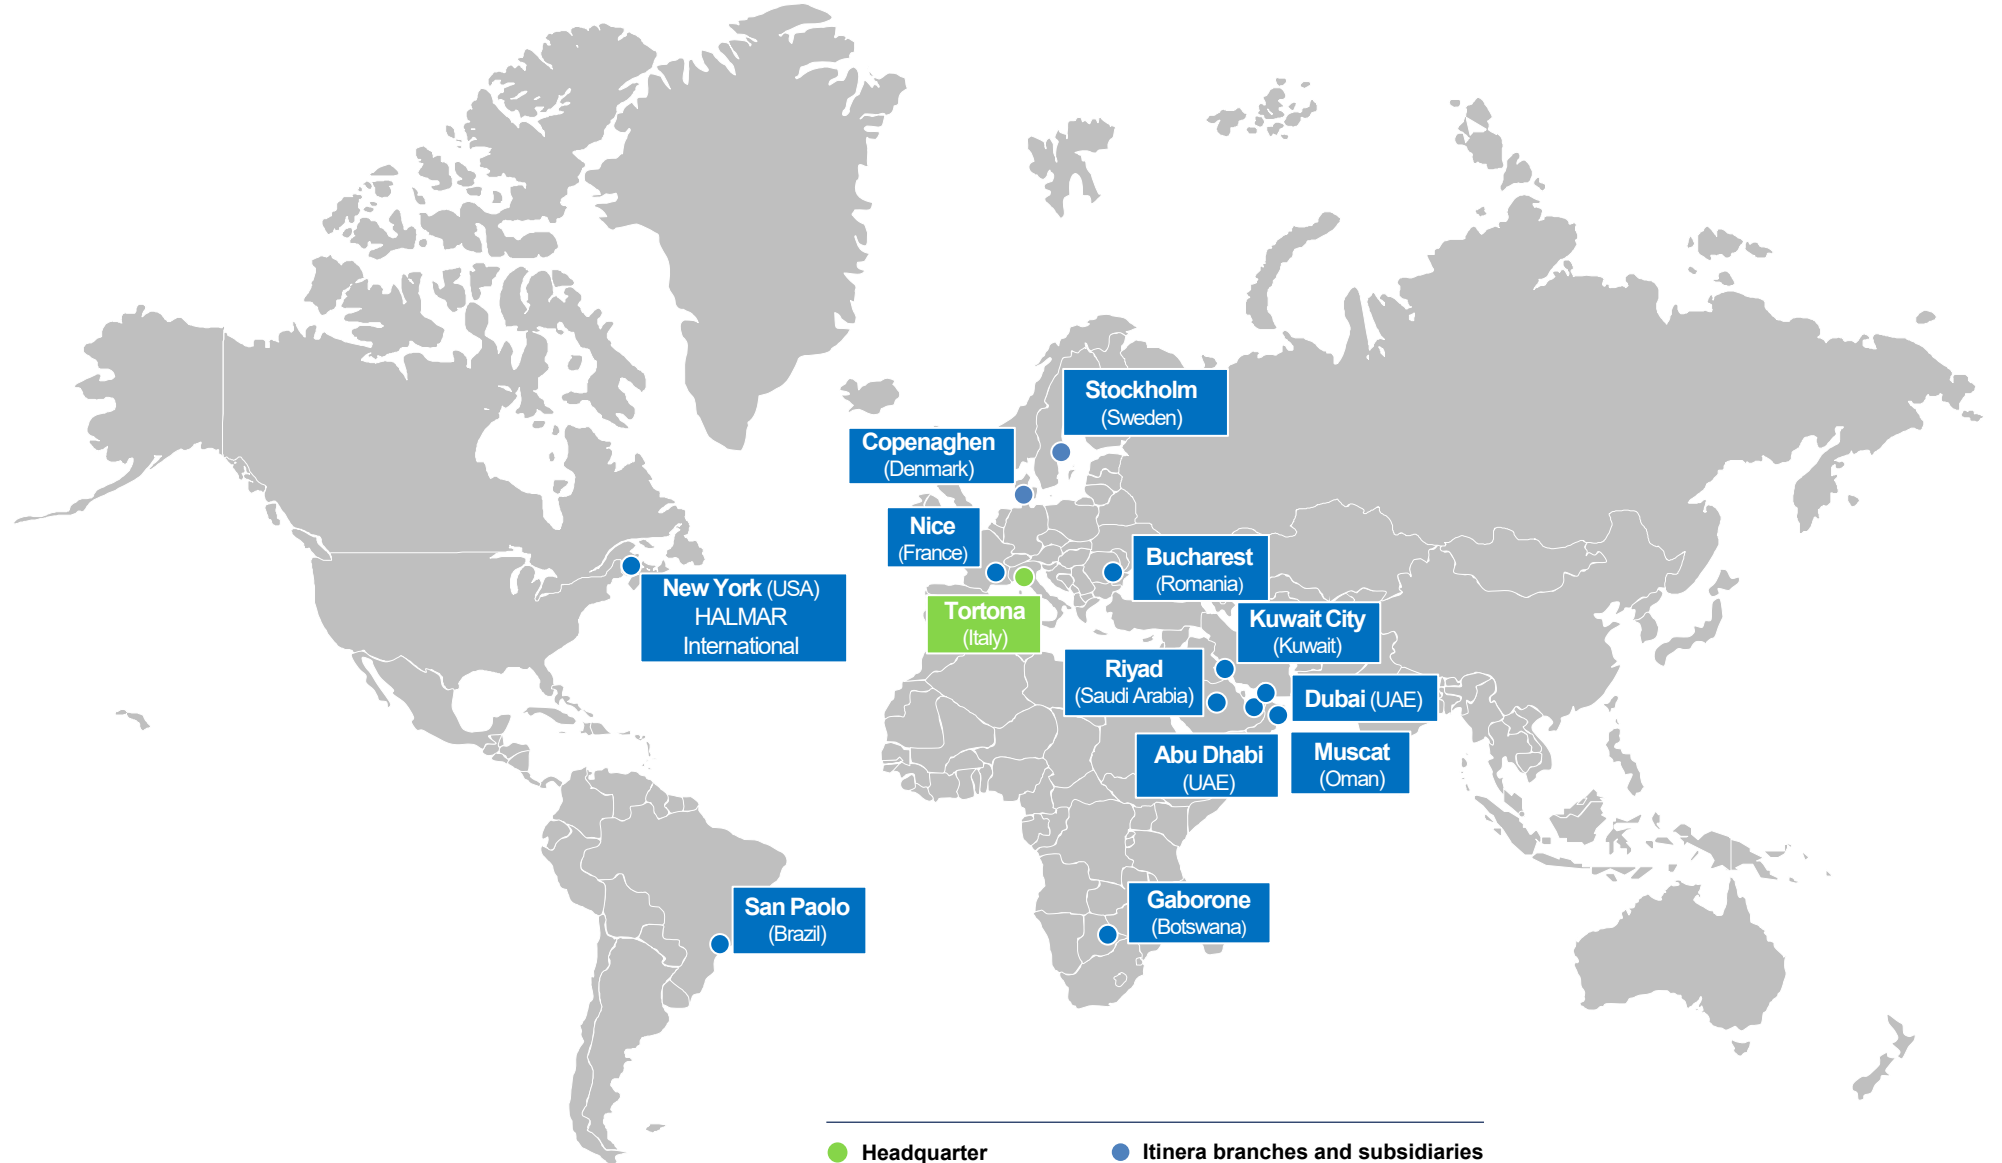 Stockholm
(Sweden)
Copenaghen
(Denmark)
Nice
(France)
Bucharest
(Romania)
New York (USA)
HALMAR
International
Tortona
(Italy)
Kuwait City
(Kuwait)
Riyad
(Saudi Arabia)
Dubai (UAE)
Abu Dhabi
(UAE)
Muscat
(Oman)
San Paolo
(Brazil)
Gaborone
(Botswana)
Headquarter
Itinera branches and subsidiaries